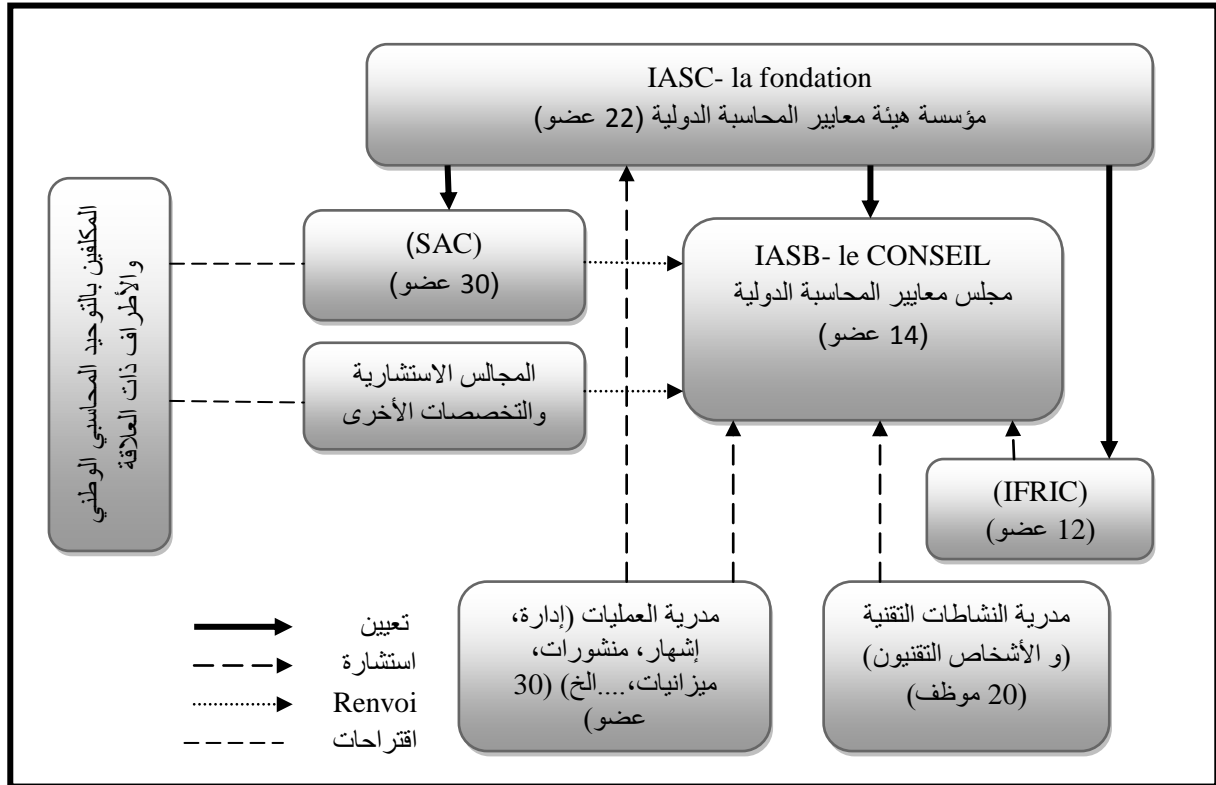 IASC- la fondation
مؤسسة هيئة معايير المحاسبة الدولية (22 عضو)
المكلفين بالتوحيد المحاسبي الوطني
والأطراف ذات العلاقة
(SAC)
(30 عضو)
IASB- le CONSEIL
مجلس معايير المحاسبة الدولية
(14 عضو)
المجالس الاستشارية
والتخصصات الأخرى
(IFRIC)
(12 عضو)
مدرية العمليات (إدارة،
إشهار، منشورات،
ميزانيات،....الخ) (30
عضو)
مدرية النشاطات التقنية
(و الأشخاص التقنيون)
(20 موظف)
تعيين
استشارة
Renvoi
اقتراحات